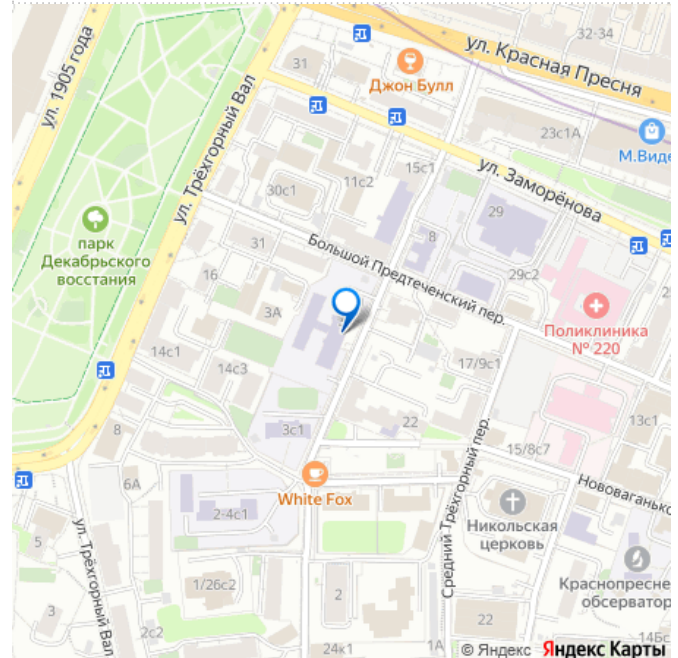 32-34
ул. Красная Пресня
ул. 1905 года
31
Джон Булл
ул. Трёхгорный Вал
23с1А
М.Виде
15с1
ул. Заморёнова
11с2
30с1
29
парк
Декабрьского
восстания
31
Большой Предтеченский пер.
8
29с2
16
3А
Поликлиника
№ 220
14с1
14с3
17/9с1
22
3с1
13с1
8
15/8с7
6А
White Fox
Нововаганько
2-4с1
Средний Трёхгорный пер.
Никольская
церковь
5
ул. Трёхгорный Вал
1/26с2
2
Краснопресне
обсерватор
3
22
2с2
24к1
1А
14Бс
© Яндекс Яндекс Карты